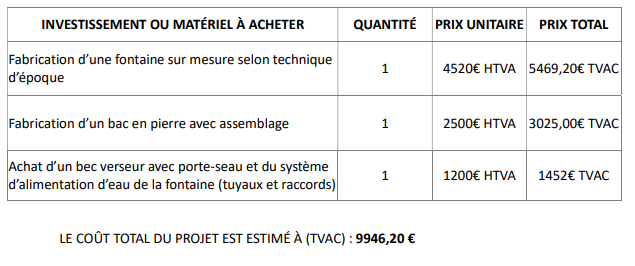 INVESTISSEMENT OU MATÉRIEL À ACHETER QUANTITÉ PRIX UNITAIRE PRIX TOTAL
Fabrication d’une fontaine sur mesure selon technique
d’époque 1 4520€ HTVA 5469,20€ TVAC
Fabrication d’un bac en pierre avec assemblage 1 2500€ HTVA 3025,00€ TVAC
Achat d’un bec verseur avec porte-seau et du système
d’alimentation d’eau de la fontaine (tuyaux et raccords) 1 1200€ HTVA 1452€ TVAC
LE COÛT TOTAL DU PROJET EST ESTIMÉ À (TVAC) : 9946,20 €